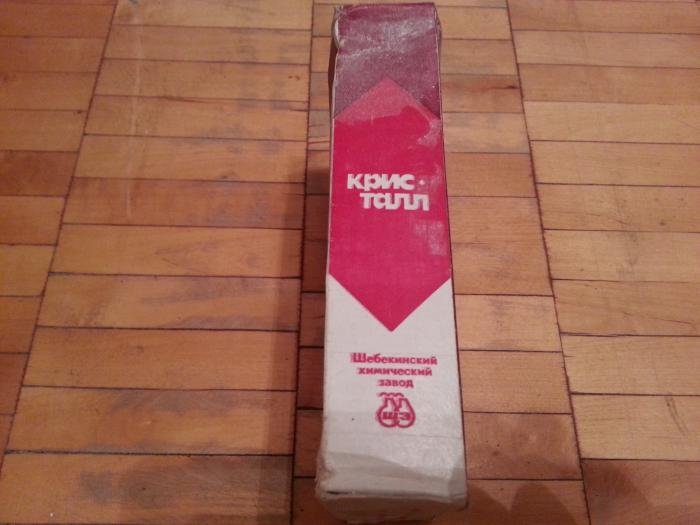 крис-
талл
Шебекинский
химический
завод